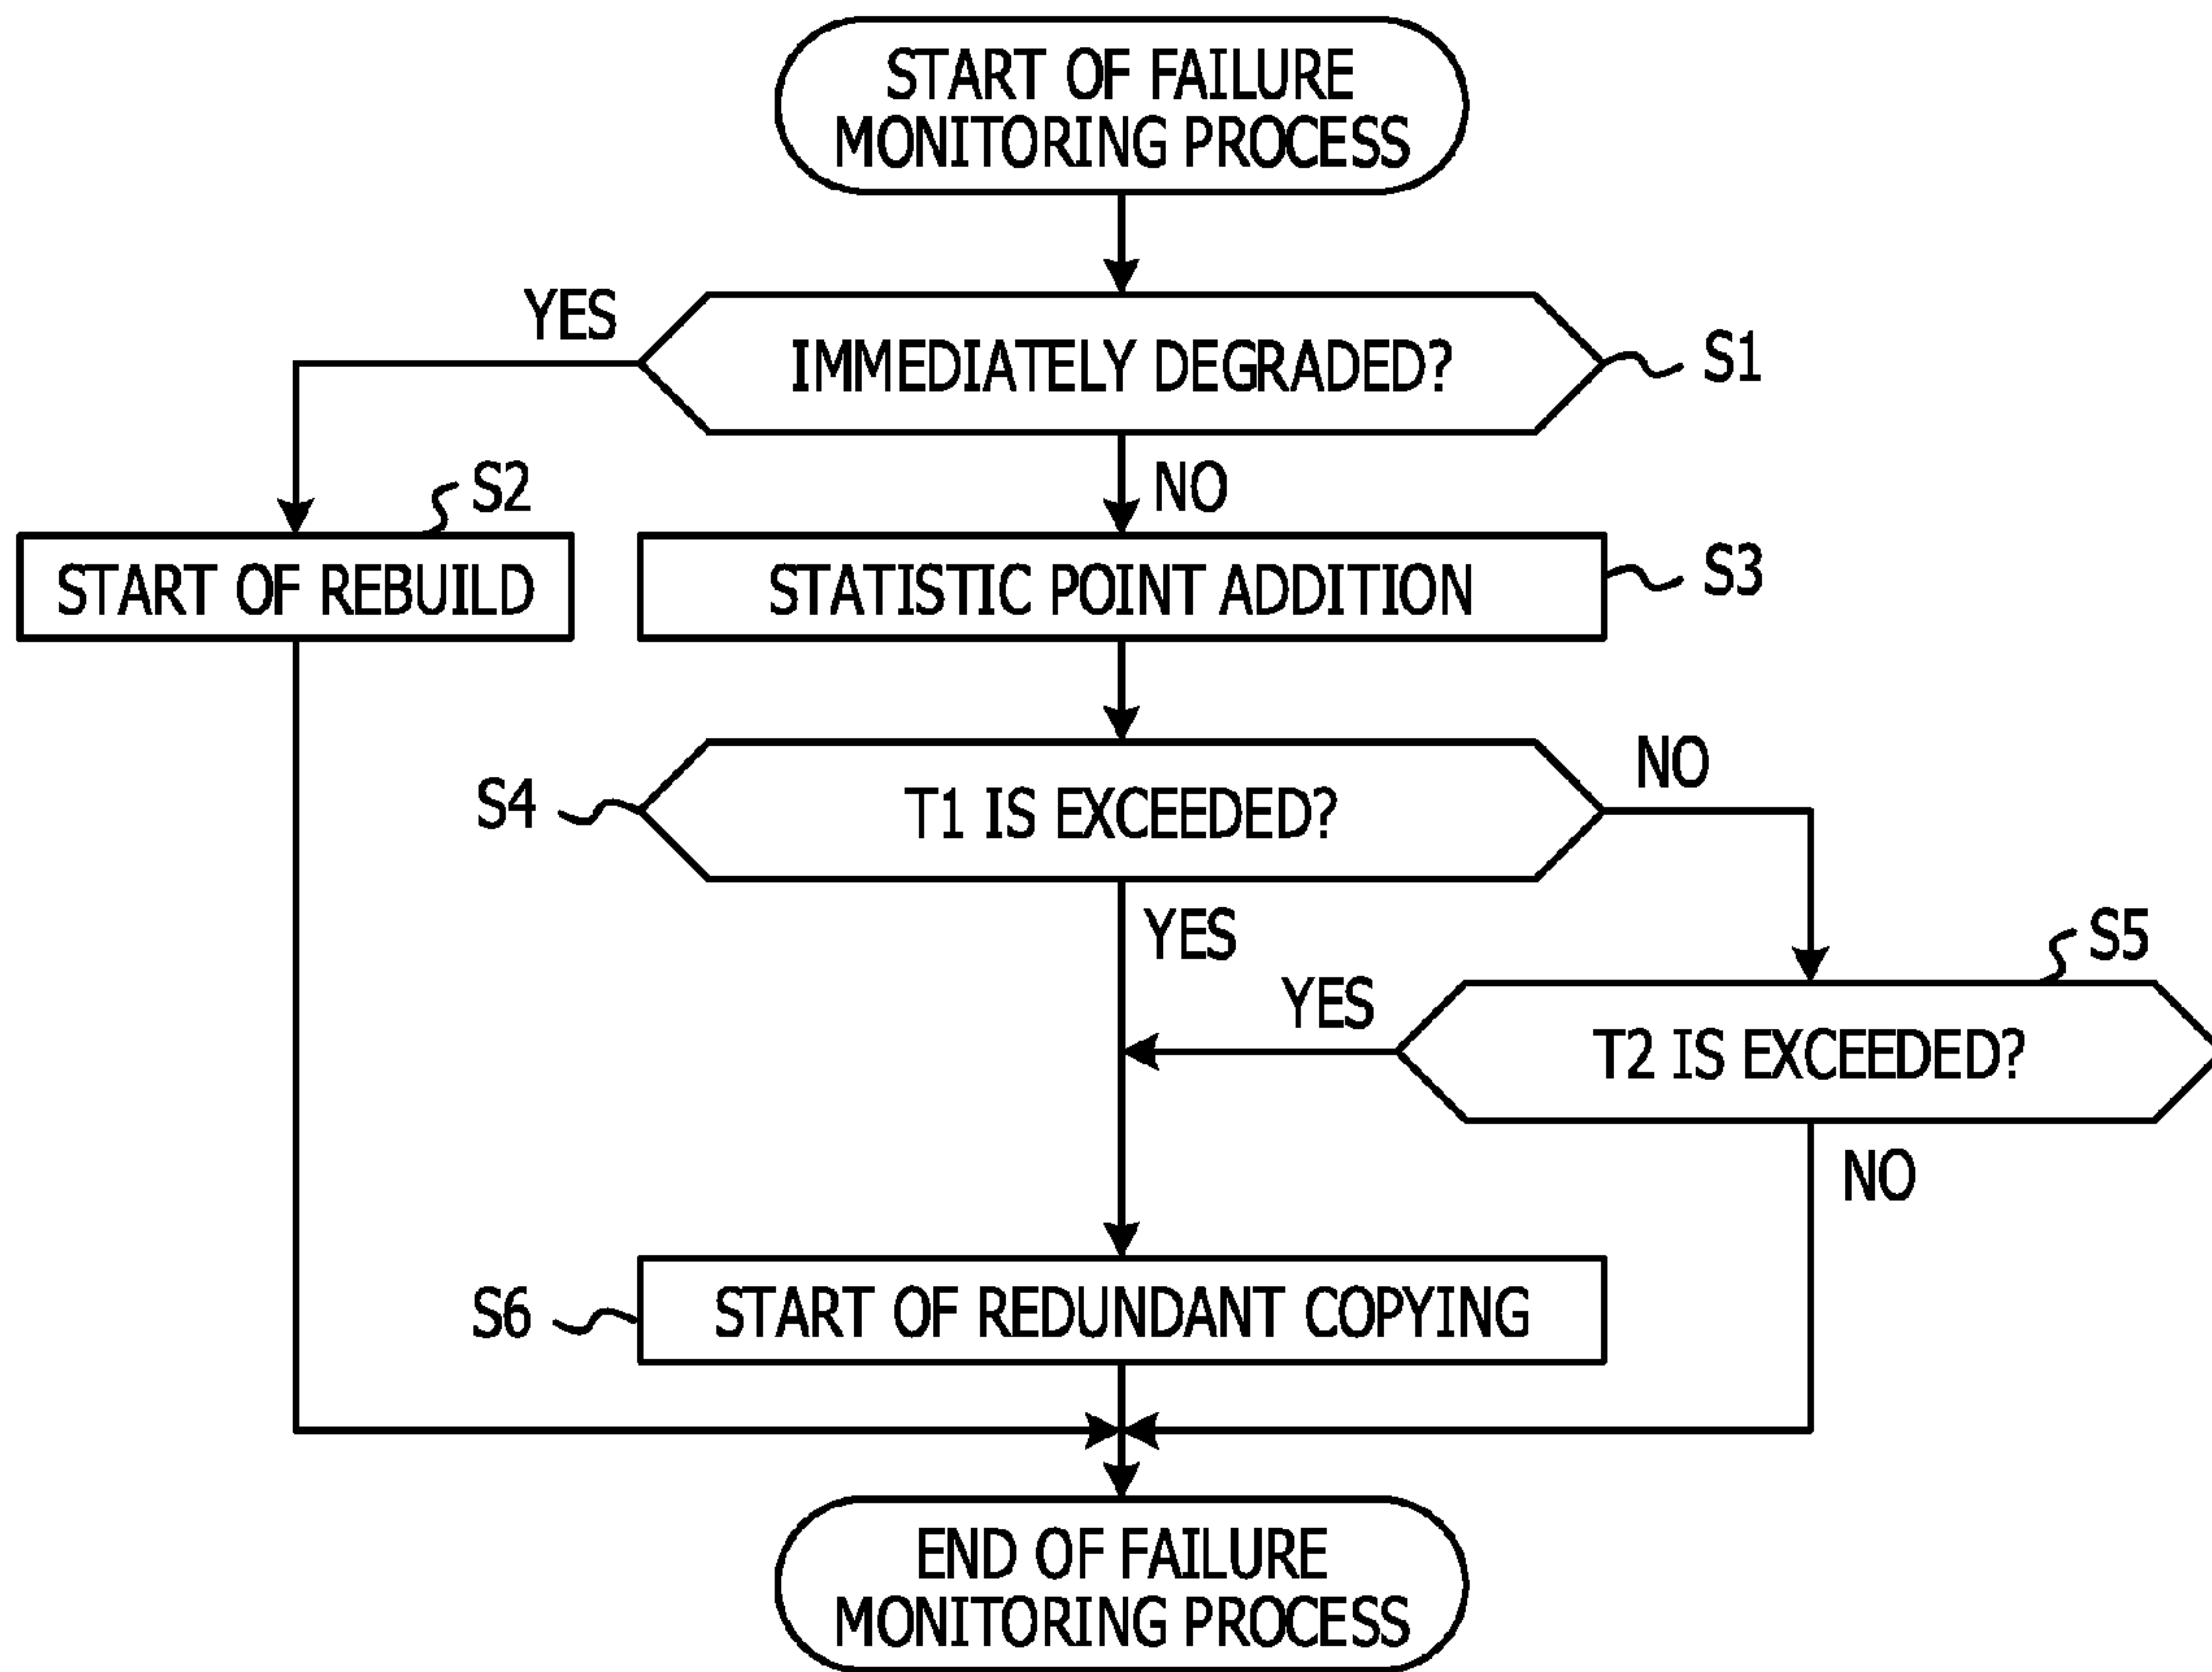 START OF FAILURE
MONITORING PROCESS
YES
IMMEDIATELY DEGRADED?
S1
S2
NO
START OF REBUILD
STATISTIC POINT ADDITION
S3
S4
T1 IS EXCEEDED?
NO
YES
S5
YES
T2 IS EXCEEDED?
NO
S6
START OF REDUNDANT COPYING
END OF FAILURE
MONITORING PROCESS